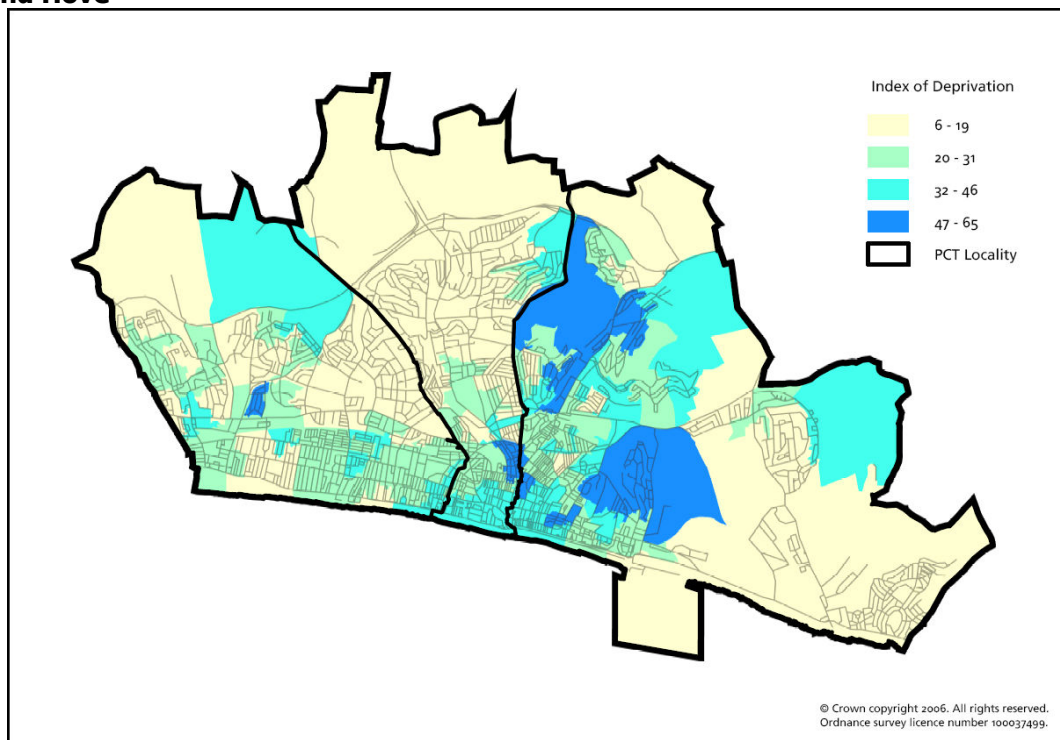 Hove
Index of Deprivation
6 - 19
20 - 31
32 - 46
47 - 65
PCT Locality
© Crown copyright 2006. All rights reserved.
Ordnance survey licence number 100037499.